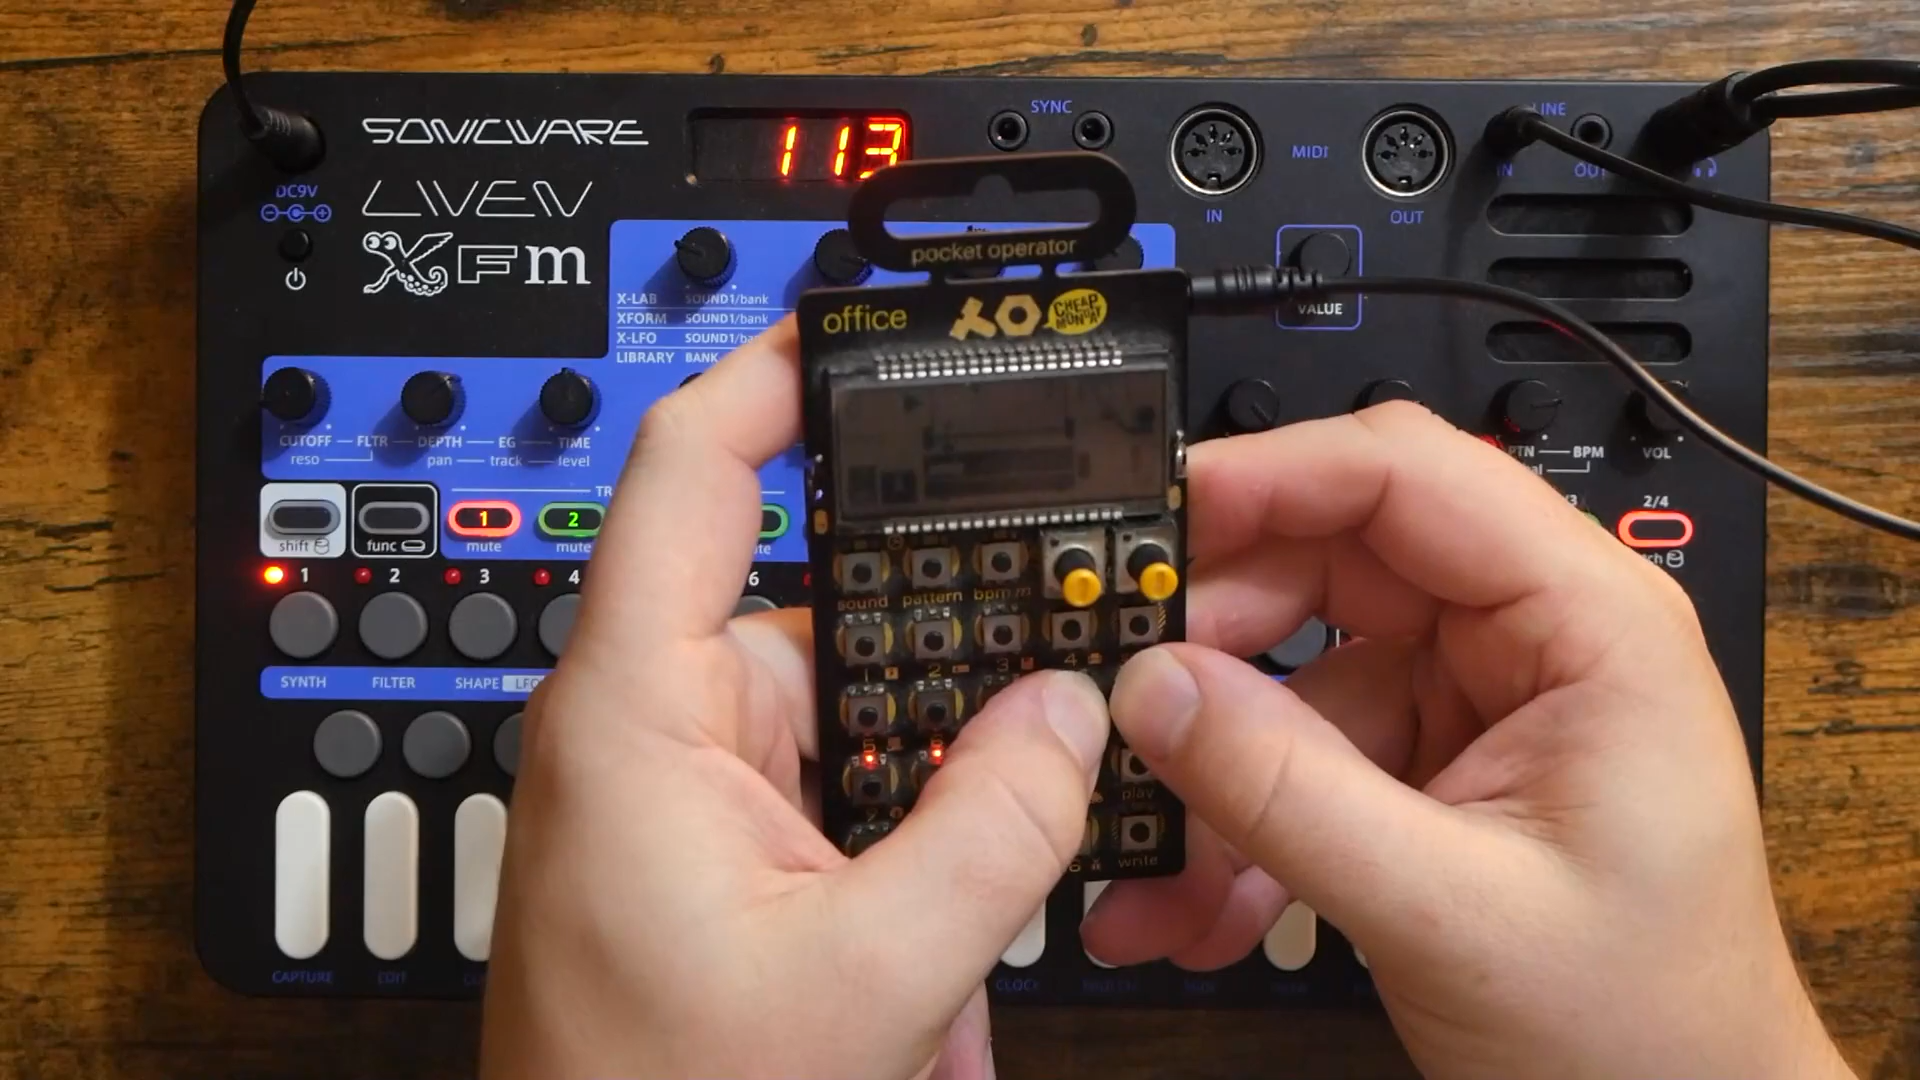 SONICWARE
113
SYNC
MIDI
LINE
IN
OUT
IN
OUT
DC9V
LIVEN
XFm
pocket operator
office
CHEAP MONDAY
VALUE
X-LAB SOUND1/bank
XFORM SOUND1/bank
X-LFO
LIBRARY BANK
CUTOFF FLTR DEPTH EG TIME
reso pan track level
PTN BPM
VOL
1
2
2/4
shift
func
mute
mute
1 2 3 4 6
sound pattern bpm
2 3 4
SYNTH FILTER SHAPE
play
write
CAPTURE EDIT
CLOCK